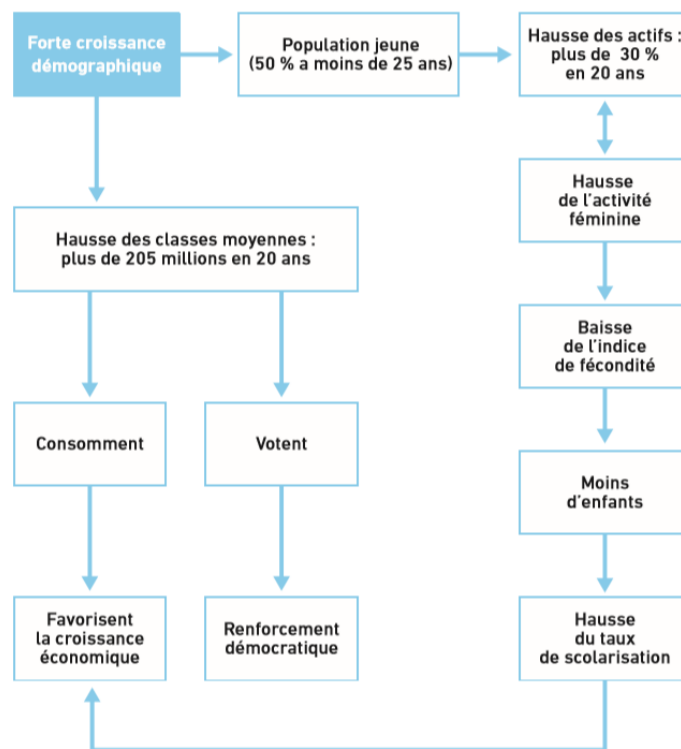 Forte croissance
démographique
Population jeune
(50 % a moins de 25 ans)
Hausse des actifs :
plus de 30 %
en 20 ans
Hausse
de l'activité
féminine
Hausse des classes moyennes :
plus de 205 millions en 20 ans
Baisse
de l'indice
de fécondité
Consomment
Votent
Moins
d'enfants
Favorisent
la croissance
économique
Renforcement
démocratique
Hausse
du taux
de scolarisation